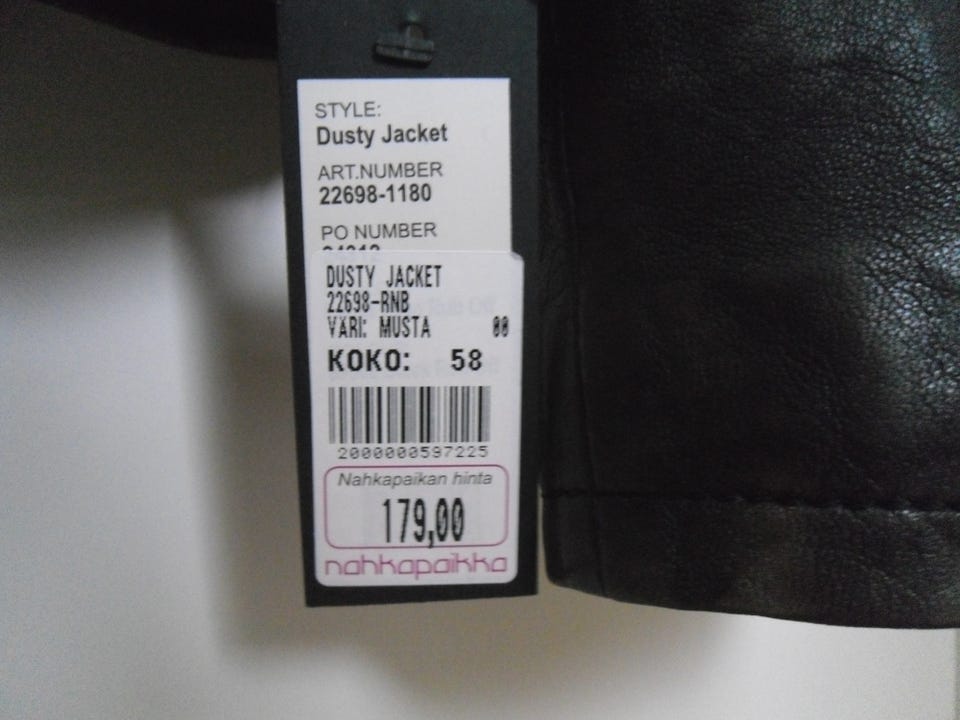 STYLE:
Dusty Jacket
ART.NUMBER
22698-1180
PO NUMBER
DUSTY JACKET
22698-RNB
VÄRI: MUSTA 00
KOKO: 58
2000000597225
Nahkapaikan hinta
179,00
nahkapaikka